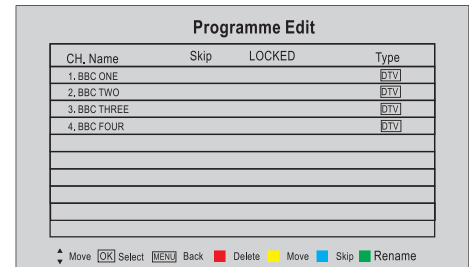 Programme Edit
CH. Name Skip LOCKED Type
1. BBC ONE DTV
2. BBC TWO DTV
3. BBC THREE DTV
4. BBC FOUR DTV
Move OK Select MENU Back Delete Move Skip Rename